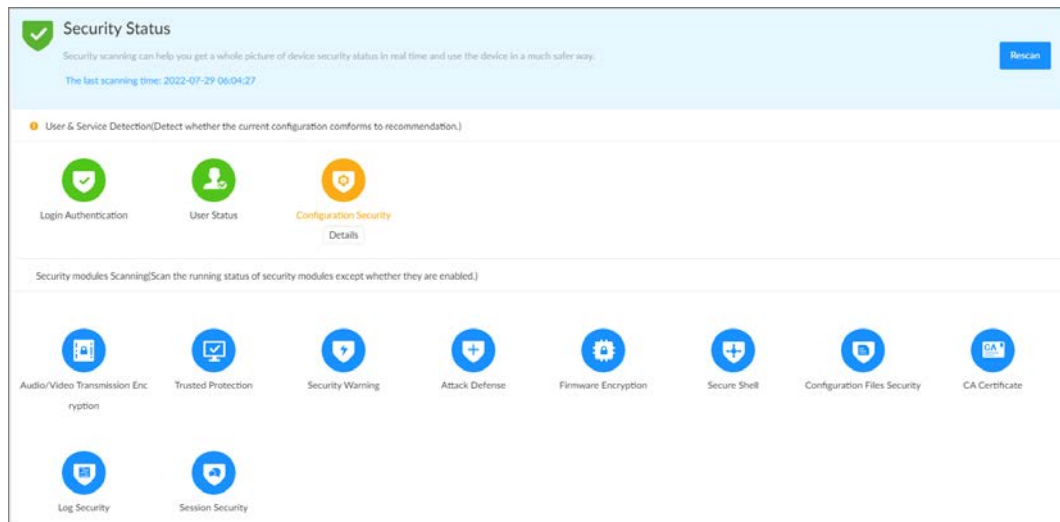 Security Status
Security scanning can help you get a whole picture of device security status in real time and use the device in a much safer way.
Rescan
The last scanning time: 2022-07-29 06:04:27
User & Service Detection(Detect whether the current configuration comforms to recommendation.)
Login Authentication
User Status
Configuration Security
Details
Security modules Scanning(Scan the running status of security modules except whether they are enabled.)
CA
Audio/Video Transmission Enc
ryption
Trusted Protection
Security Warning
Attack Defense
Firmware Encryption
Secure Shell
Configuration Files Security
CA Certificate
Log Security
Session Security